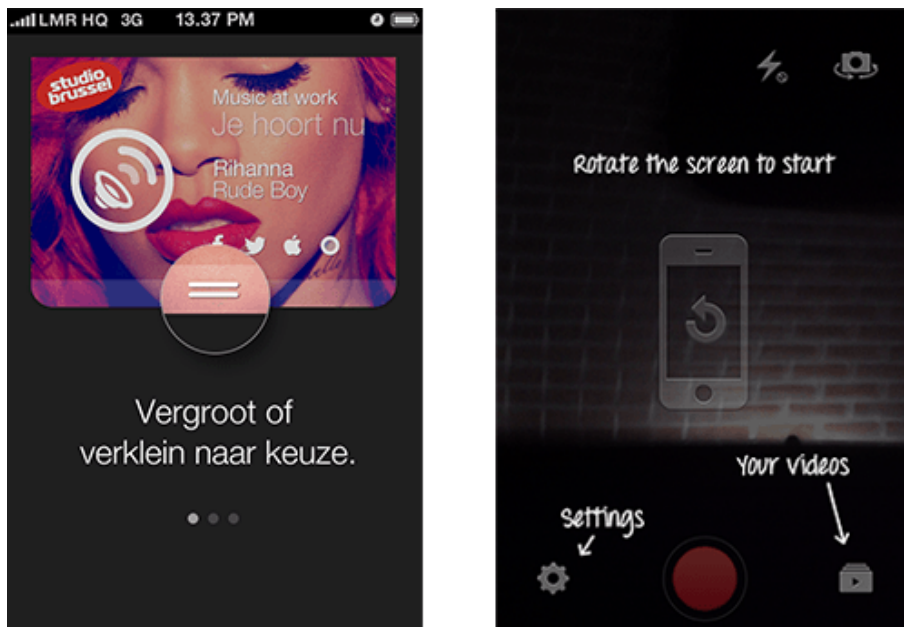 LMR HQ 3G 13.37 PM
studio
brussel
Music at work
Je hoort nu
Rihanna
Rude Boy
Vergroot of
verklein naar keuze.
Rotate the screen to start
Your videos
Settings